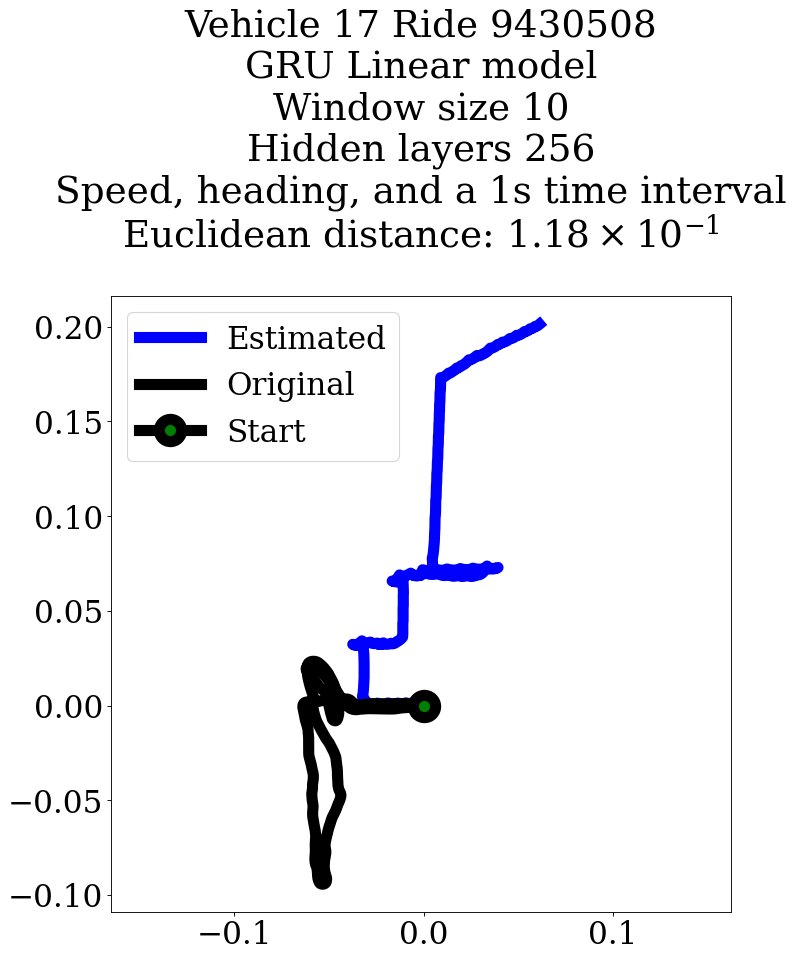 Vehicle 17 Ride 9430508
GRU Linear model
Window size 10
Hidden layers 256
Speed, heading, and a 1s time interval
Euclidean distance: 1.18 × 10⁻¹
Estimated
Original
Start
0.20
0.15
0.10
0.05
0.00
−0.05
−0.10
−0.1 0.0 0.1